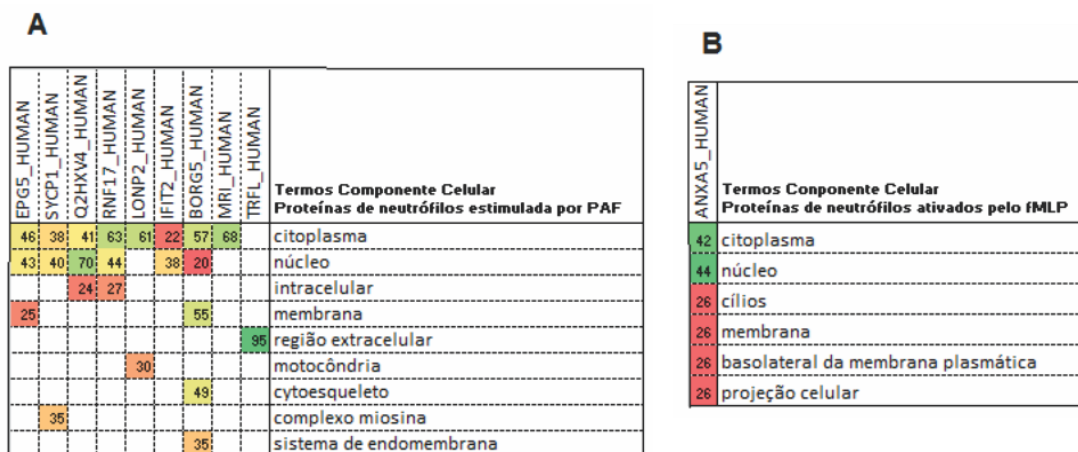 A
EPG5_HUMAN
SYCP1_HUMAN
Q2HXV4_HUMAN
RNF17_HUMAN
LONP2_HUMAN
IFIT2_HUMAN
BORG5_HUMAN
MRI_HUMAN
TRFL_HUMAN
Termos Componente Celular
Proteínas de neutrófilos estimulada por PAF
46 38 41 63 61 22 57 68 citoplasma
43 40 70 44 38 20 núcleo
24 27 intracelular
25 55 membrana
95 região extracelular
30 motocôndria
49 cytoesqueleto
35 complexo miosina
35 sistema de endomembrana
B
ANXA5_HUMAN
Termos Conponente Celular
Proteínas de neutrófilos ativados pelo fMLP
42 citoplasma
44 núcleo
26 cílios
26 membrana
26 basolateral da membrana plasmática
26 projeção celular